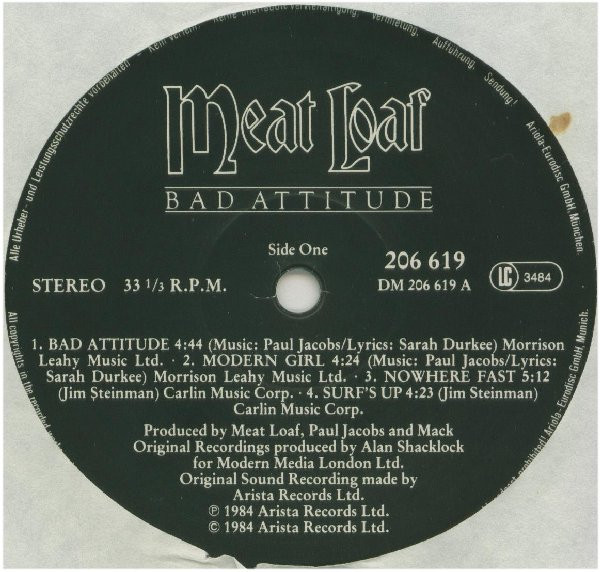 Meat Loaf
BAD ATTITUDE
Side One
STEREO 33 1/3 R.P.M.
206 619
DM 206 619 A
LC 3484
1. BAD ATTITUDE 4:44 (Music: Paul Jacobs/Lyrics: Sarah Durkee) Morrison
Leahy Music Ltd. · 2. MODERN GIRL 4:24 (Music: Paul Jacobs/Lyrics:
Sarah Durkee) Morrison Leahy Music Ltd. · 3. NOWHERE FAST 5:12
(Jim Steinman) Carlin Music Corp. · 4. SURF'S UP 4:23 (Jim Steinman)
Carlin Music Corp.
Produced by Meat Loaf, Paul Jacobs and Mack
Original Recordings produced by Alan Shacklock
for Modern Media London Ltd.
Original Sound Recording made by
Arista Records Ltd.
℗ 1984 Arista Records Ltd.
© 1984 Arista Records Ltd.
Alle Urheber- und Leistungsschutzrechte vorbehalten
Vermietung, Aufführung, Sendung! Ariola-Eurodisc GmbH, München.
All copyrights
prohibited! Ariola-Eurodisc GmbH, Munich.